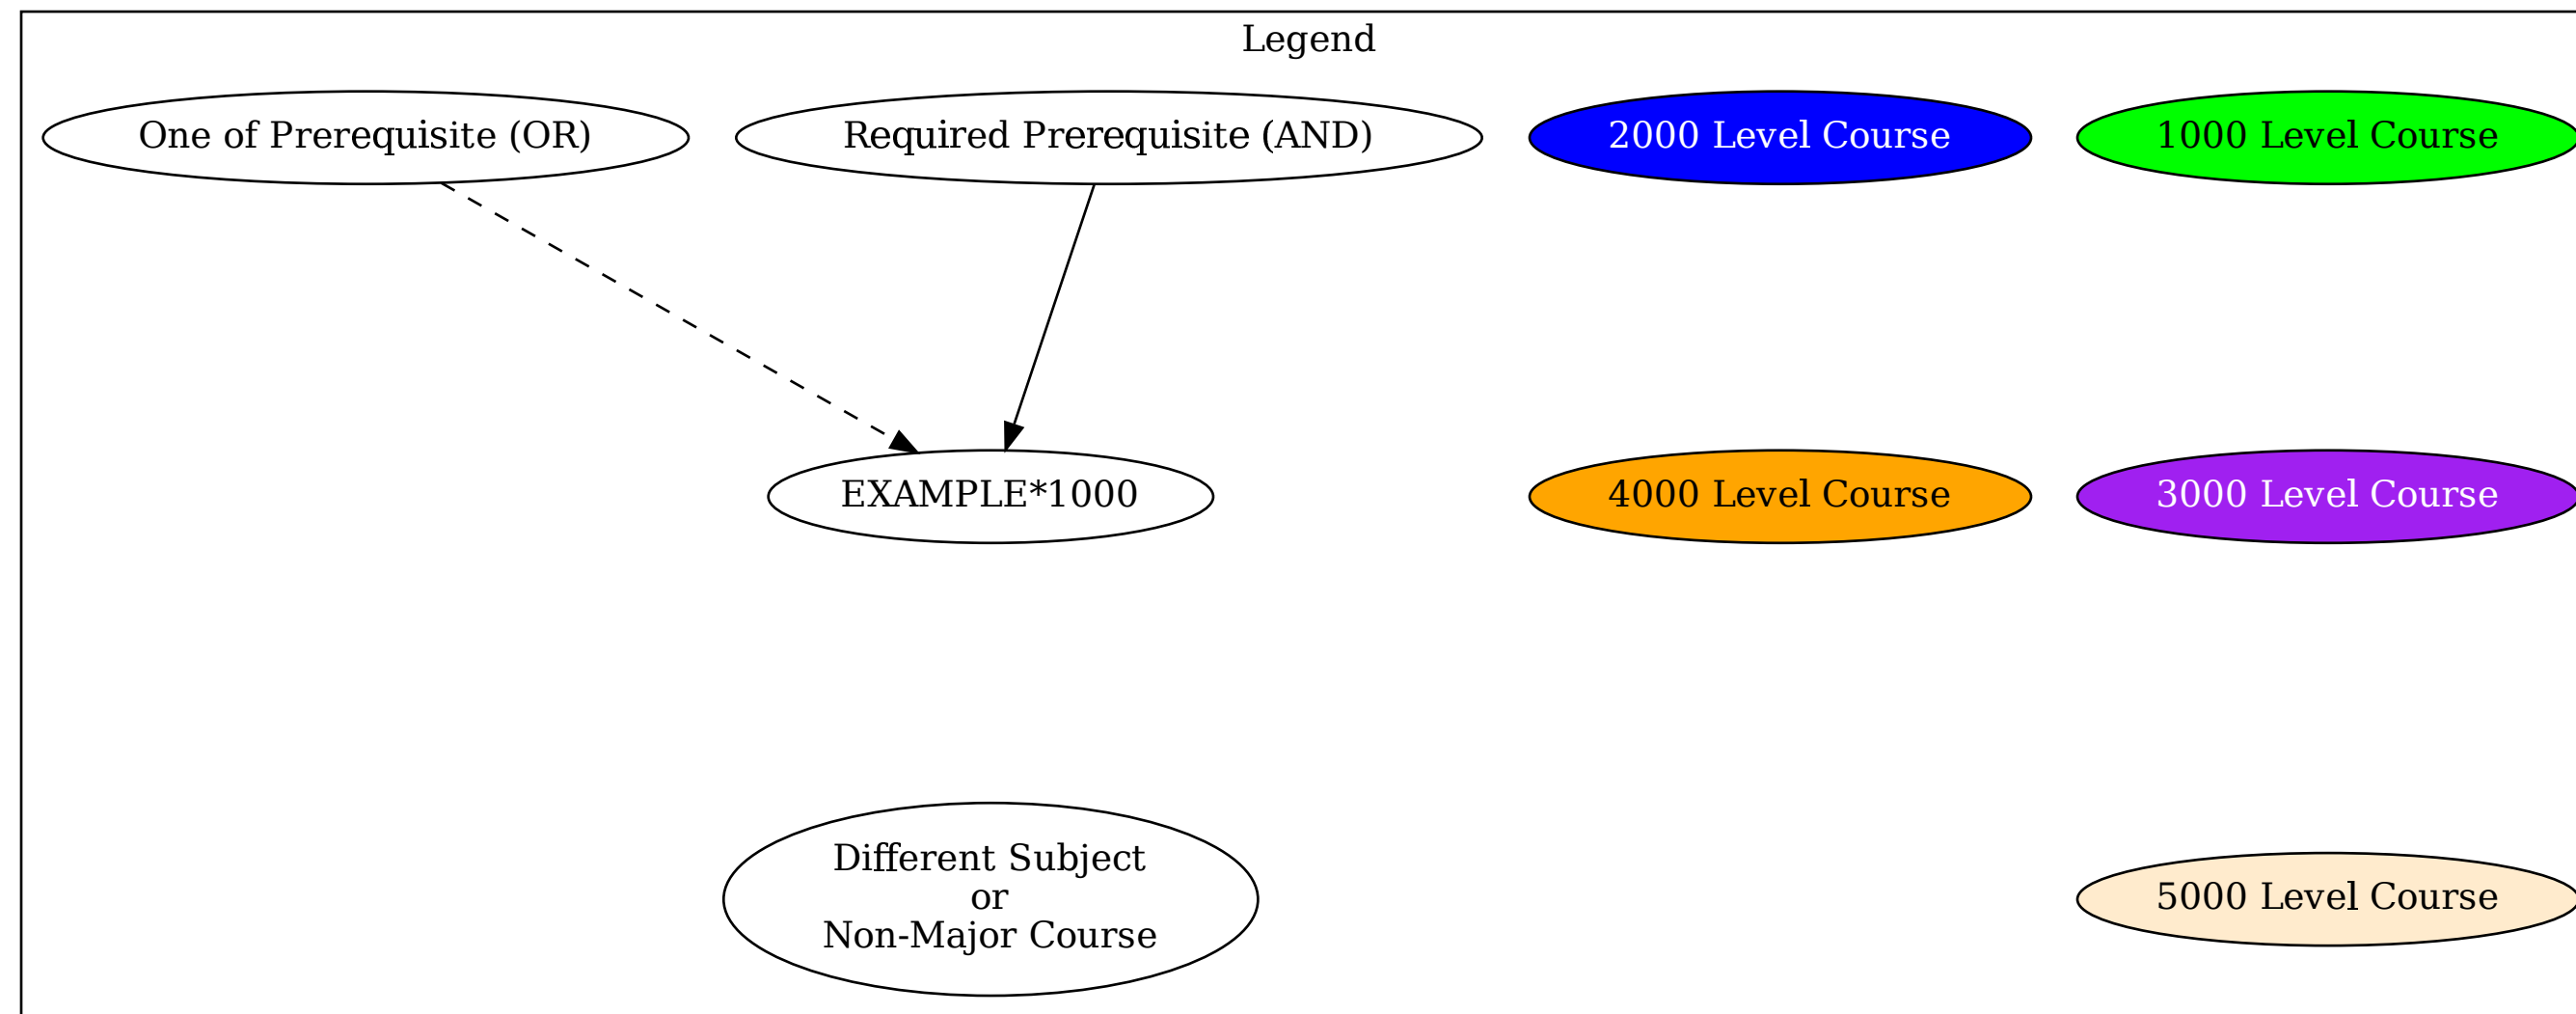 Legend
One of Prerequisite (OR)
Required Prerequisite (AND)
2000 Level Course
1000 Level Course
EXAMPLE*1000
4000 Level Course
3000 Level Course
Different Subject
or
Non-Major Course
5000 Level Course